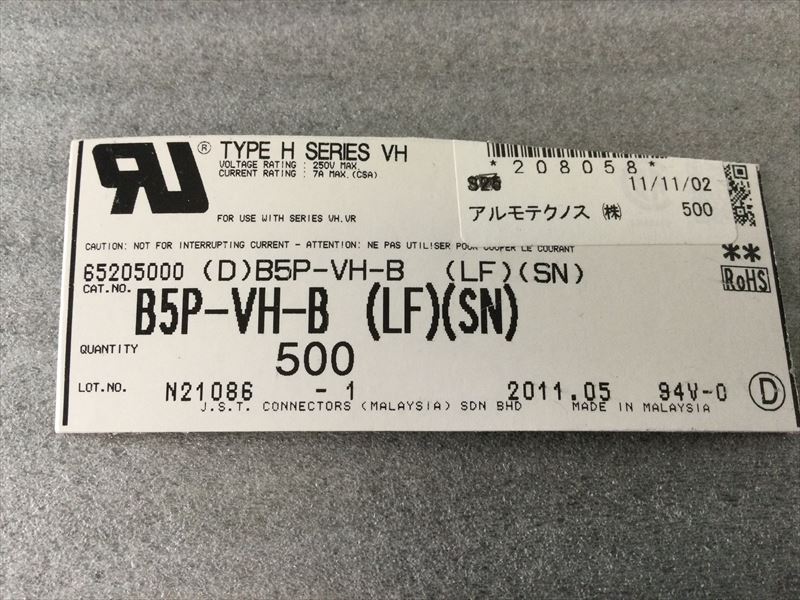 RU ® TYPE H SERIES VH
VOLTAGE RATING : 250V MAX.
CURRENT RATING : 7A MAX.(CSA)
FOR USE WITH SERIES VH.VR
*208058*
11/11/02
アルモテクノス ㈱ 500
CAUTION: NOT FOR INTERRUPTING CURRENT - ATTENTION: NE PAS UTILISER POUR COUPER LE COURANT
65205000 (D)B5P-VH-B (LF)(SN)
**
RoHS
CAT.NO. B5P-VH-B (LF)(SN)
QUANTITY 500
LOT.NO. N21086 -1 2011.05 94V-0 D
J.S.T. CONNECTORS (MALAYSIA) SDN BHD MADE IN MALAYSIA